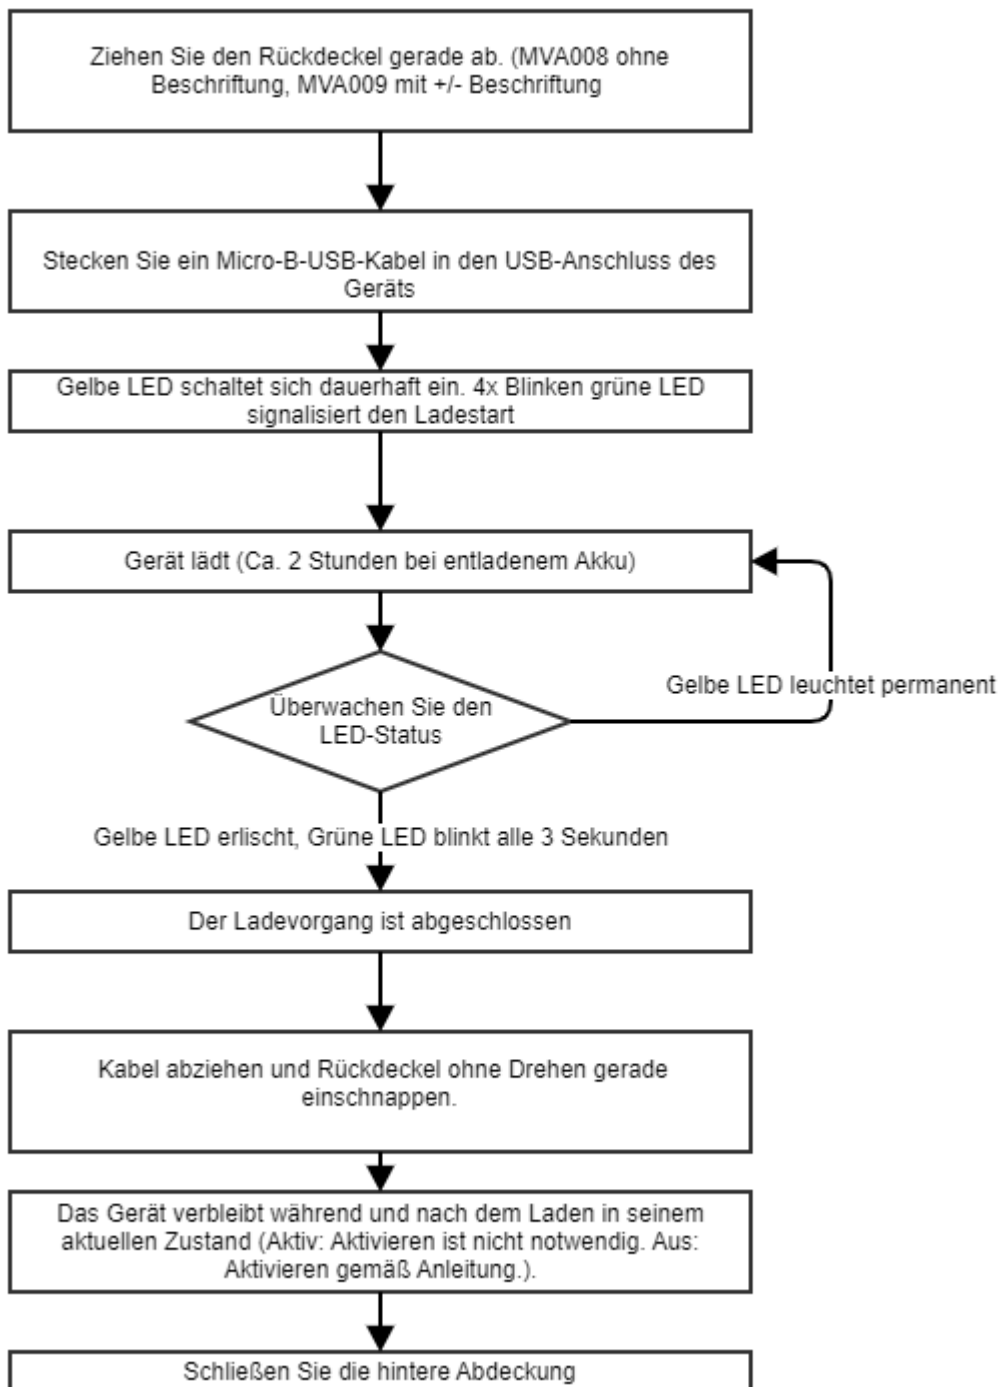 Ziehen Sie den Rückdeckel gerade ab. (MVA008 ohne
Beschriftung, MVA009 mit +/- Beschriftung
Stecken Sie ein Micro-B-USB-Kabel in den USB-Anschluss des
Geräts
Gelbe LED schaltet sich dauerhaft ein. 4x Blinken grüne LED
signalisiert den Ladestart
Gerät lädt (Ca. 2 Stunden bei entladenem Akku)
Überwachen Sie den
LED-Status
Gelbe LED leuchtet permanent
Gelbe LED erlischt, Grüne LED blinkt alle 3 Sekunden
Der Ladevorgang ist abgeschlossen
Kabel abziehen und Rückdeckel ohne Drehen gerade
einschnappen.
Das Gerät verbleibt während und nach dem Laden in seinem
aktuellen Zustand (Aktiv: Aktivieren ist nicht notwendig. Aus:
Aktivieren gemäß Anleitung.).
Schließen Sie die hintere Abdeckung